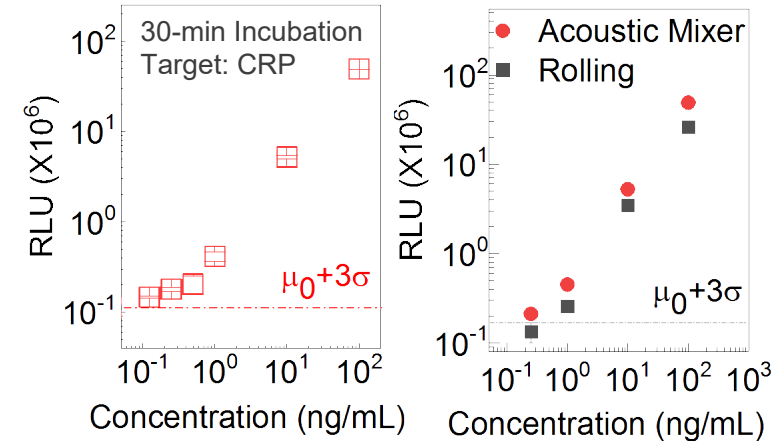 30-min Incubation
Target: CRP
RLU (X10⁶)
10²
10¹
10⁰
10⁻¹
μ₀+3σ
10⁻¹ 10⁰ 10¹ 10²
Concentration (ng/mL)
Acoustic Mixer
Rolling
RLU (X10⁶)
10²
10¹
10⁰
10⁻¹
μ₀+3σ
10⁻¹ 10⁰ 10¹ 10² 10³
Concentration (ng/mL)